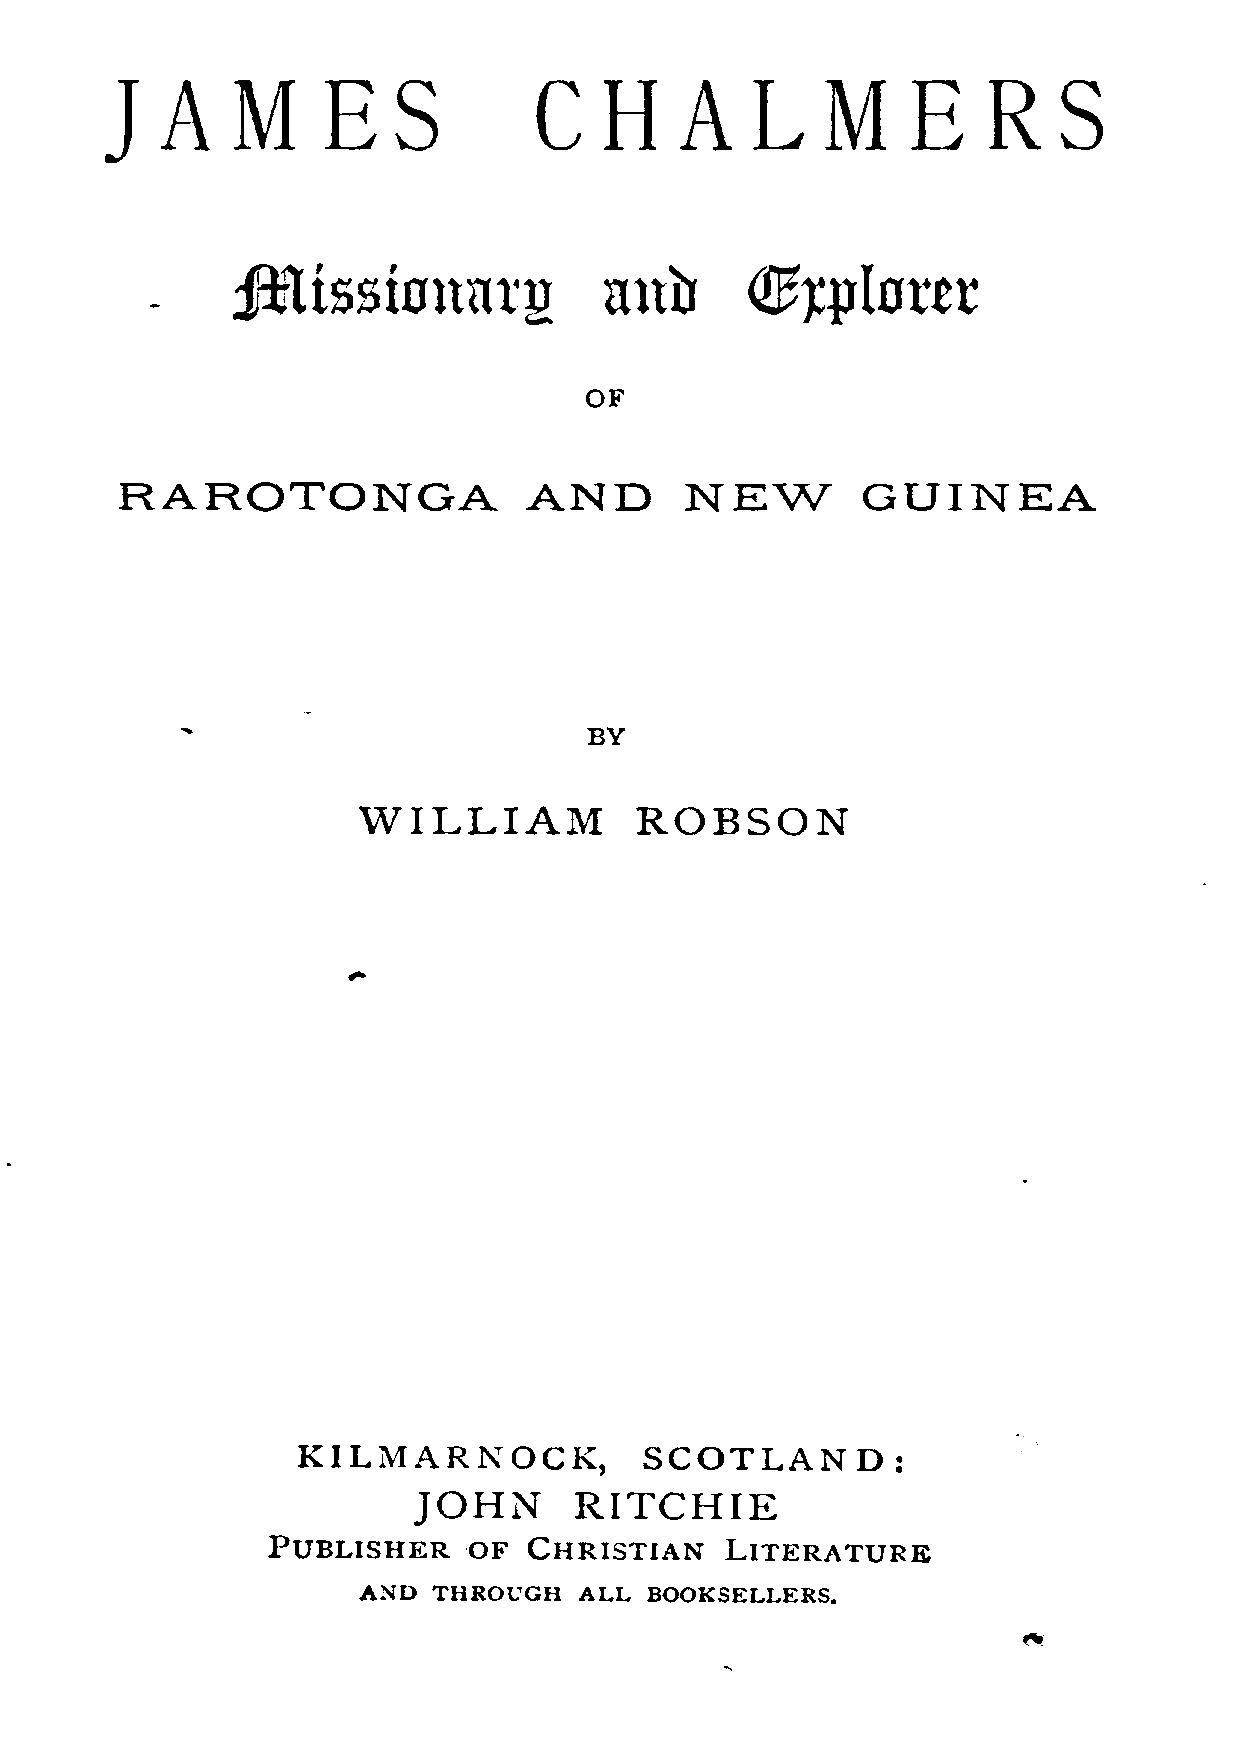 JAMES CHALMERS
Missionary and Explorer
OF
RAROTONGA AND NEW GUINEA
BY
WILLIAM ROBSON
KILMARNOCK, SCOTLAND:
JOHN RITCHIE
PUBLISHER OF CHRISTIAN LITERATURE
AND THROUGH ALL BOOKSELLERS.